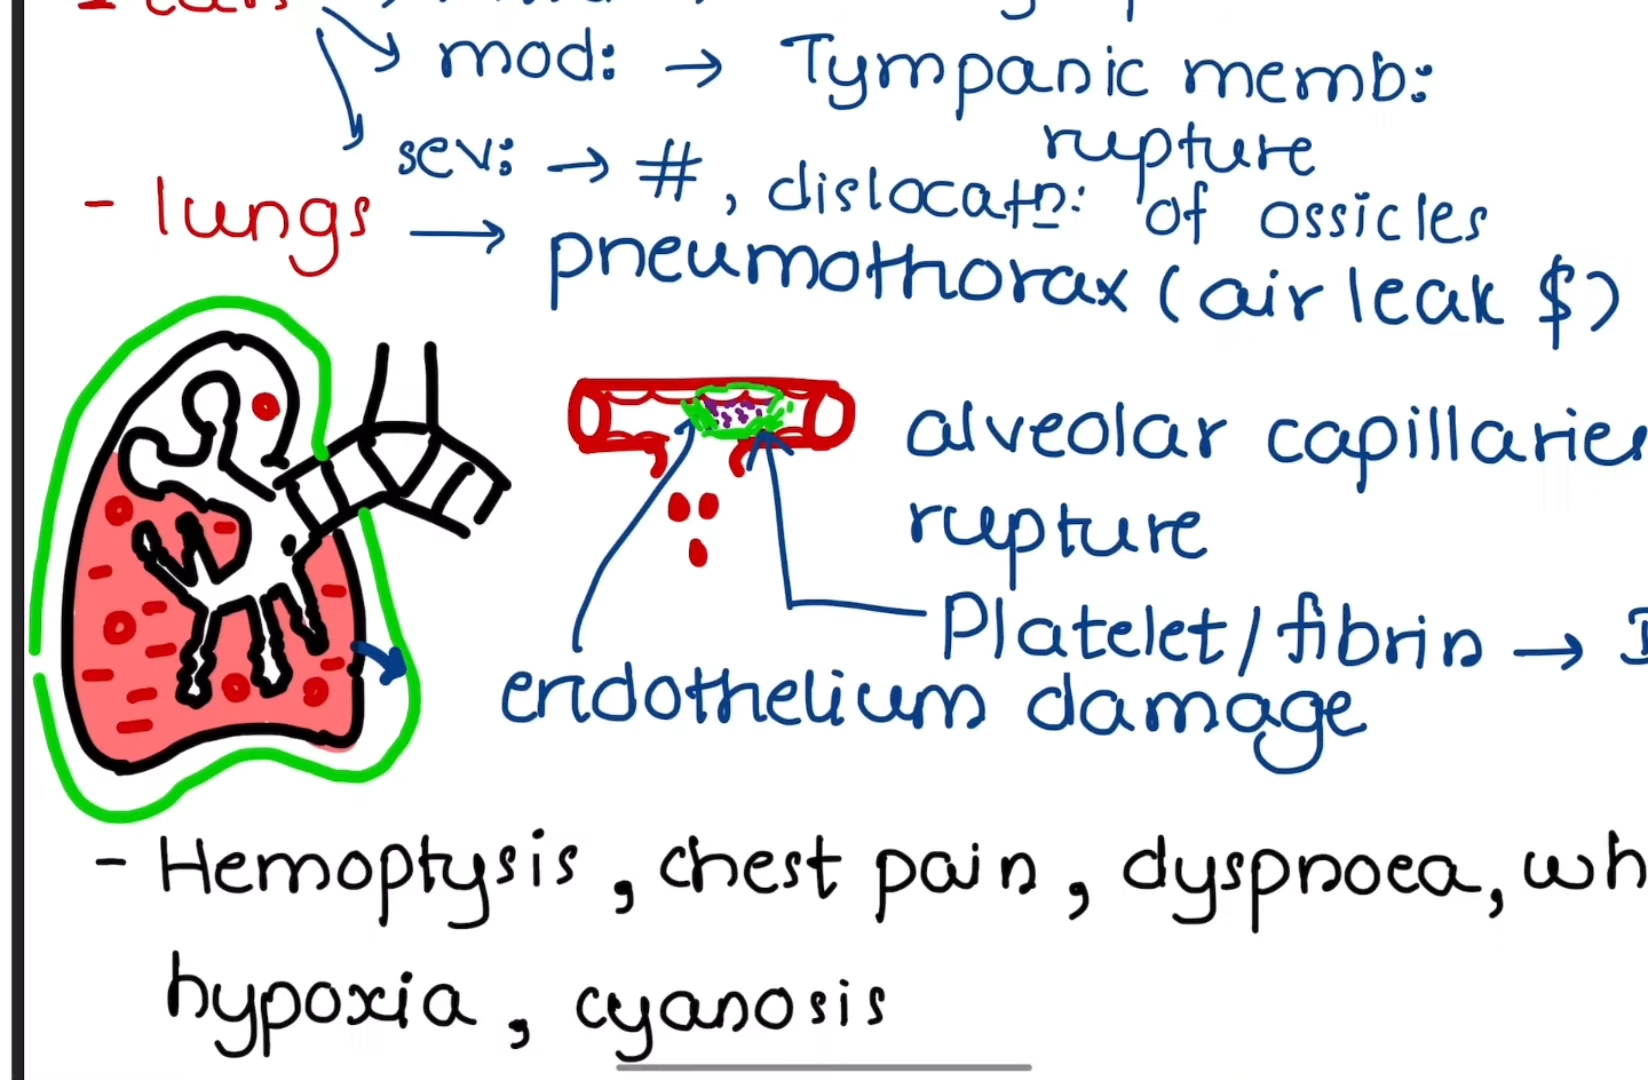 mod: → Tympanic memb:
rupture
sev: → #, dislocatn: of ossicles
- lungs → pneumothorax (air leak $)
alveolar capillaries
rupture
Platelet/fibrin →
endothelium damage
- Hemoptysis, chest pain, dyspnoea, wh
hypoxia, cyanosis